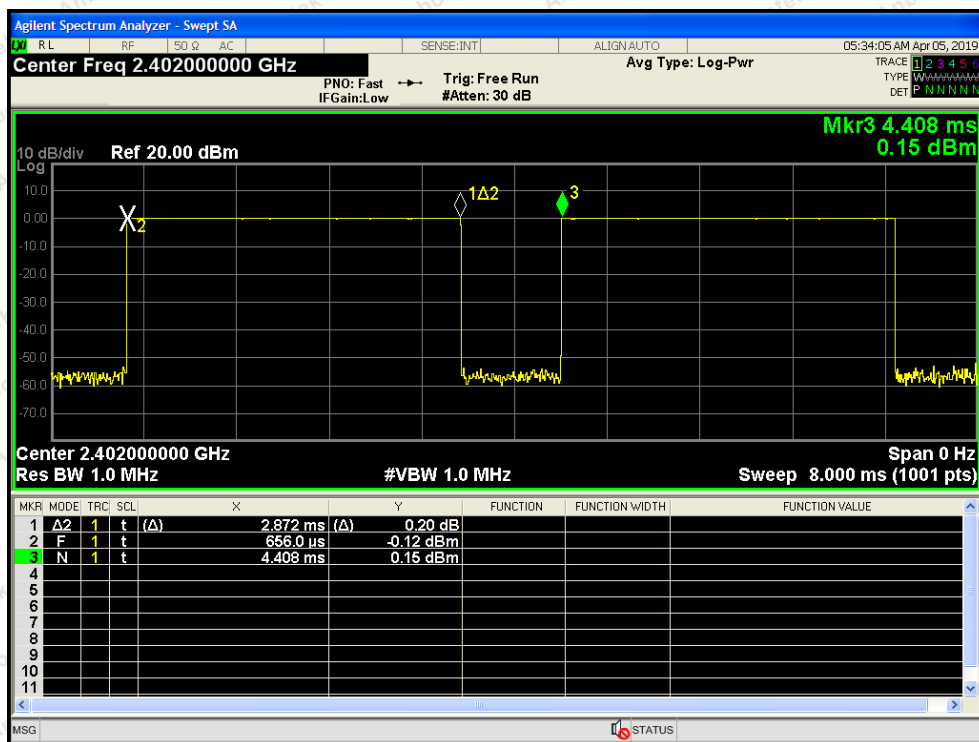 Agilent Spectrum Analyzer - Swept SA
LXI RL RF 50 Ω AC SENSE:INT ALIGN AUTO 05:34:05 AM Apr 05, 2019
Center Freq 2.402000000 GHz
PNO: Fast
IFGain:Low
Trig: Free Run
#Atten: 30 dB
Avg Type: Log-Pwr
TRACE 1 2 3 4 5 6
TYPE WWWWWW
DET P N N N N N
Mkr3 4.408 ms
0.15 dBm
10 dB/div Ref 20.00 dBm
Log
10.0
0.00
-10.0
-20.0
-30.0
-40.0
-50.0
-60.0
-70.0
2
1Δ2
3
Center 2.402000000 GHz Span 0 Hz
Res BW 1.0 MHz #VBW 1.0 MHz Sweep 8.000 ms (1001 pts)
MKR MODE TRC SCL X Y FUNCTION FUNCTION WIDTH FUNCTION VALUE
1 Δ2 1 t (Δ) 2.872 ms (Δ) 0.20 dB
2 F 1 t 656.0 µs -0.12 dBm
3 N 1 t 4.408 ms 0.15 dBm
4
5
6
7
8
9
10
11
MSG STATUS